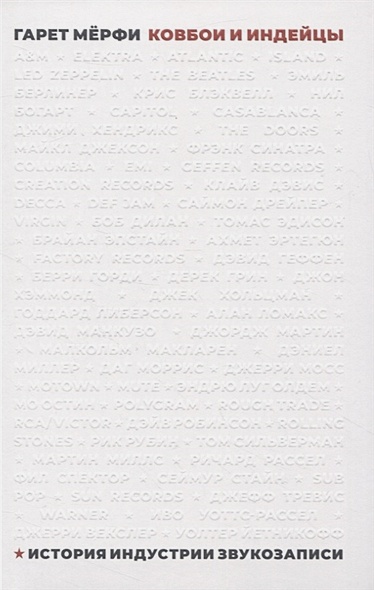 ГАРЕТ МЁРФИ КОВБОИ И ИНДЕЙЦЫ
A&M ★ ELEKTRA ★ ATLANTIC ★ ISLAND ★
LED ZEPPELIN ★ THE BEATLES ★ ЭМИЛЬ
БЕРЛИНЕР ★ КРИС БЛЭКВЕЛЛ ★ НИЛ
БОГАРТ ★ CAPITOL ★ CASABLANCA ★
ДЖИМИ ХЕНДРИКС ★ THE DOORS ★
МАЙКЛ ДЖЕКСОН ★ ФРЭНК СИНАТРА ★
COLUMBIA ★ EMI ★ GEFFEN RECORDS ★
CREATION RECORDS ★ КЛАЙВ ДЭВИС ★
DECCA ★ DEF JAM ★ САЙМОН ДРЕЙПЕР ★
VIRGIN ★ БОБ ДИЛАН ★ ТОМАС ЭДИСОН
★ БРАЙАН ЭПСТАЙН ★ АХМЕТ ЭРТЕГЮН
★ FACTORY RECORDS ★ ДЭВИД ГЕФФЕН
★ БЕРРИ ГОРДИ ★ ДЕРЕК ГРИН ★ ДЖОН
ХЭММОНД ★ ДЖЕК ХОЛЬЦМАН ★
ГОДДАРД ЛИБЕРСОН ★ АЛАН ЛОМАКС ★
ДЭВИД МАНКУЗО ★ ДЖОРДЖ МАРТИН
★ МАЛКОЛЬМ МАКЛАРЕН ★ ДЭНИЕЛ
МИЛЛЕР ★ ДАГ МОРРИС ★ ДЖЕРРИ МОСС
★ MOTOWN ★ MUTE ★ ЭНДРЮ ЛУГ ОЛДЕМ ★
МО ОСТИН ★ POLYGRAM ★ ROUGH TRADE ★
RCA/VICTOR ★ ДЭЙВ РОБИНСОН ★ ROLLING
STONES ★ РИК РУБИН ★ ТОМ СИЛЬВЕРМАН
★ МАРТИН МИЛЛС ★ РИЧАРД РАССЕЛ ★
ФИЛ СПЕКТОР ★ СЕЙМУР СТАЙН ★ SUB
POP ★ SUN RECORDS ★ ДЖЕФФ ТРЕВИС
★ WARNER ★ ИВО УОТТС-РАССЕЛ ★
ДЖЕРРИ ВЕКСЛЕР ★ УОЛТЕР ЙЕТНИКОФФ
★ ИСТОРИЯ ИНДУСТРИИ ЗВУКОЗАПИСИ